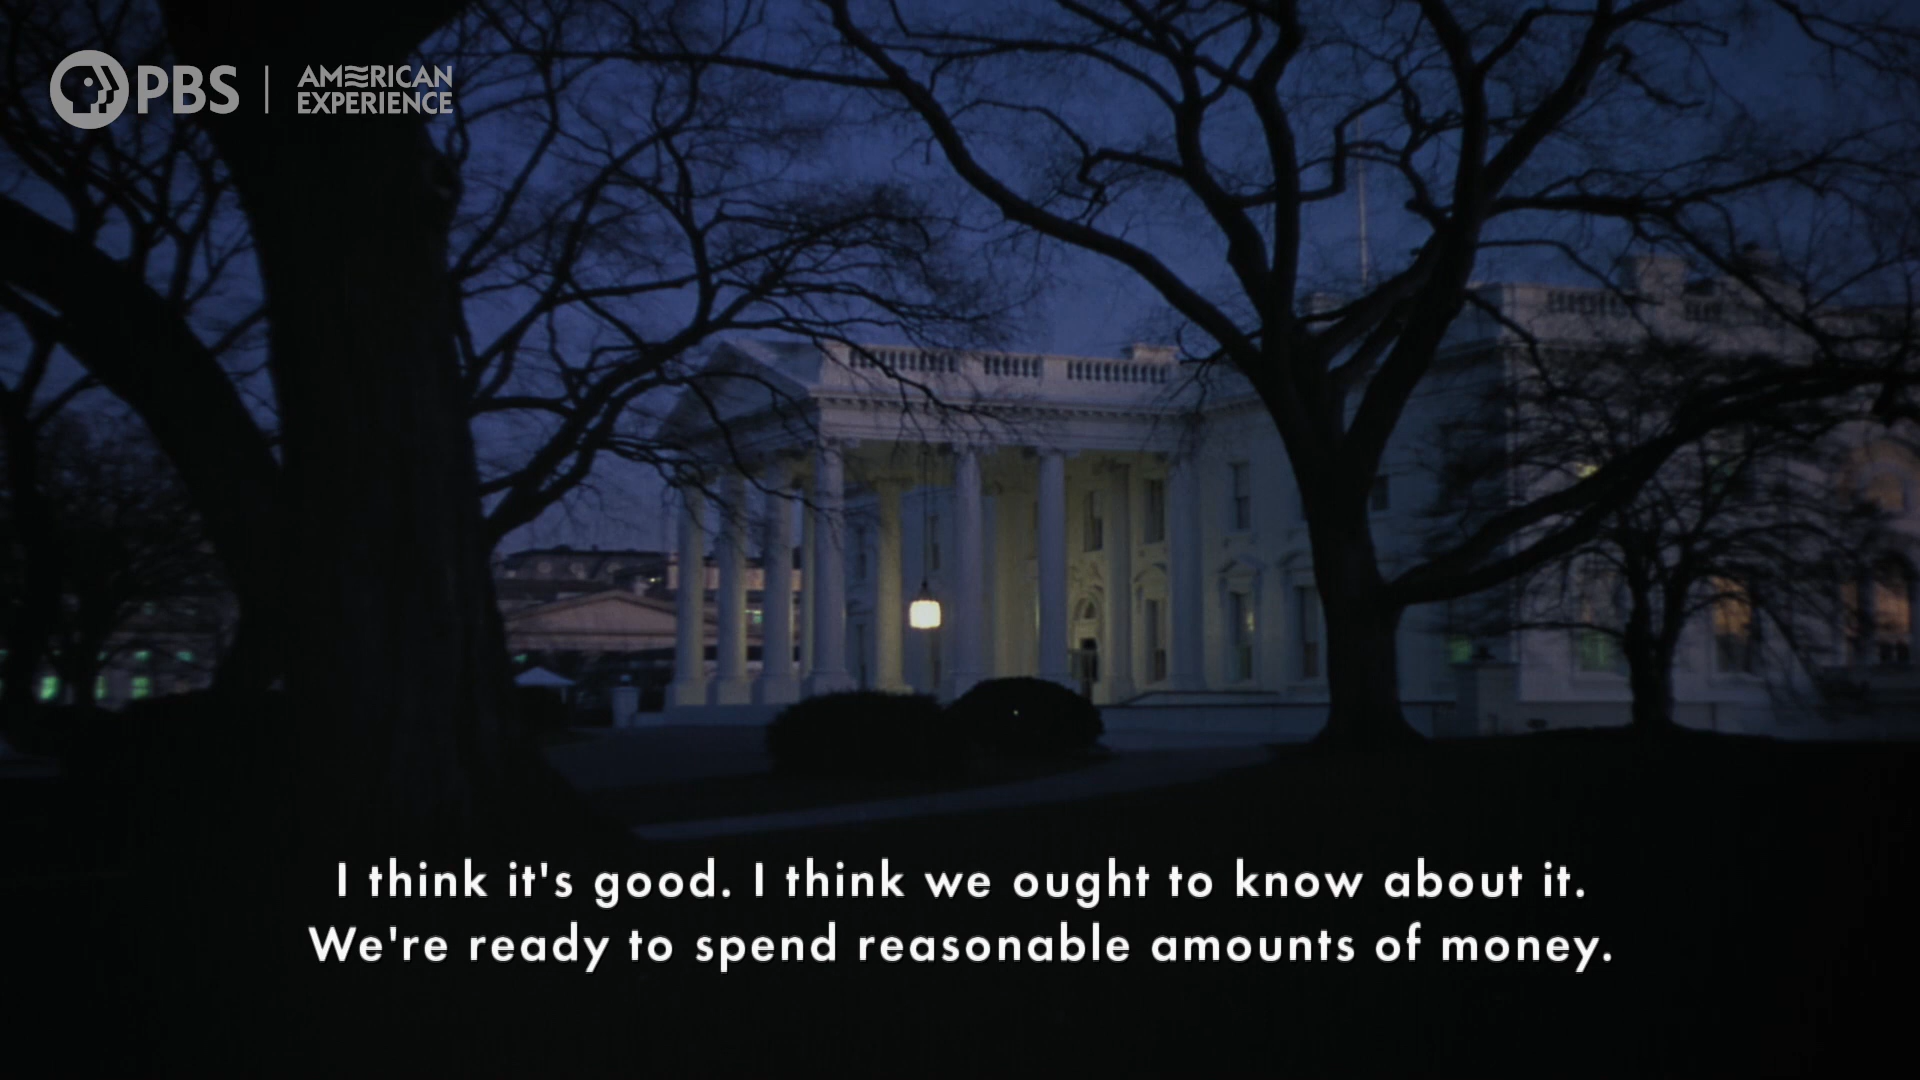 PBS | AMERICAN
EXPERIENCE
I think it's good. I think we ought to know about it.
We're ready to spend reasonable amounts of money.